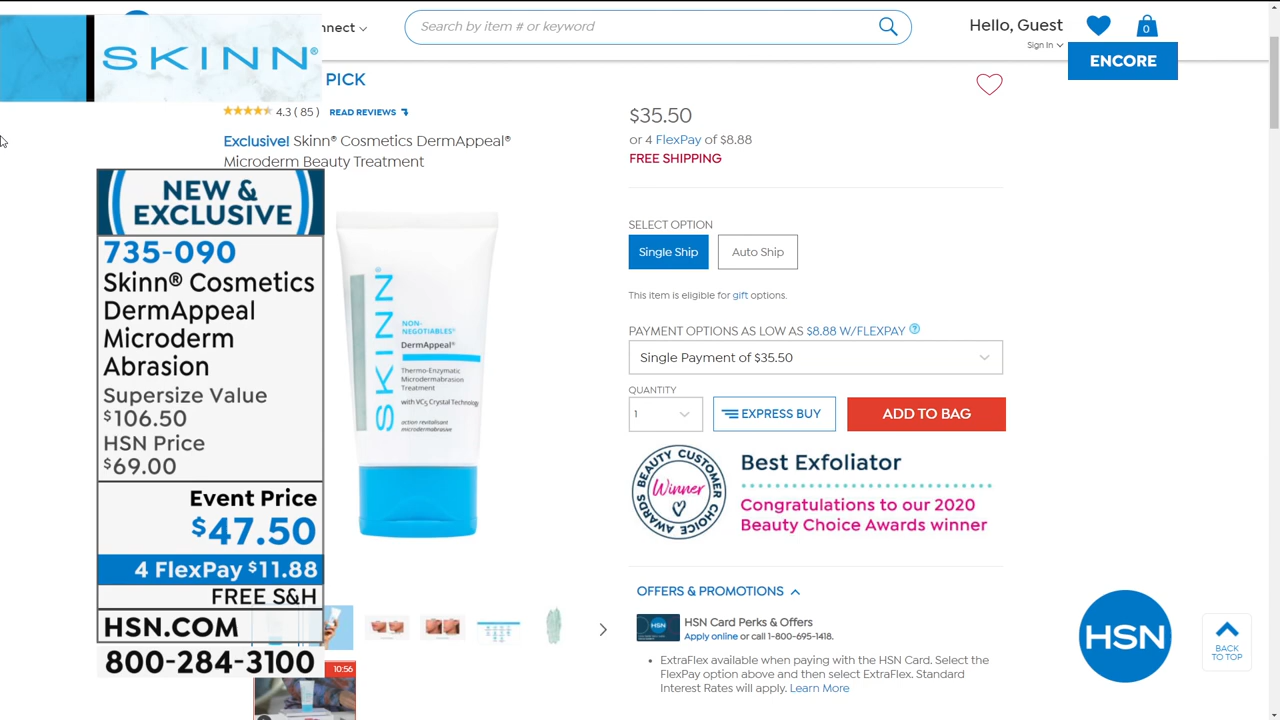 SKINN®
nnect
Search by item # or keyword
Hello, Guest
Sign In
0
ENCORE
PICK
4.3 ( 85 ) READ REVIEWS
Exclusive! Skinn® Cosmetics DermAppeal®
Microderm Beauty Treatment
$35.50
or 4 FlexPay of $8.88
FREE SHIPPING
SELECT OPTION
Single Ship
Auto Ship
This item is eligible for gift options.
PAYMENT OPTIONS AS LOW AS $8.88 W/FLEXPAY ?
Single Payment of $35.50
QUANTITY
1
EXPRESS BUY
ADD TO BAG
BEAUTY CUSTOMER CHOICE AWARDS
Winner
Best Exfoliator
Congratulations to our 2020
Beauty Choice Awards winner
OFFERS & PROMOTIONS
HSN
HSN Card Perks & Offers
Apply online or call 1-800-695-1418.
• ExtraFlex available when paying with the HSN Card. Select the
FlexPay option above and then select ExtraFlex. Standard
Interest Rates will apply. Learn More
NEW &
EXCLUSIVE
735-090
Skinn® Cosmetics
DermAppeal
Microderm
Abrasion
Supersize Value
$106.50
HSN Price
$69.00
Event Price
$47.50
4 FlexPay $11.88
FREE S&H
HSN.COM
800-284-3100
10:56
SKINN®
NON-
NEGOTIABLES®
DermAppeal®
Thermo-Enzymatic
Microdermabrasion
Treatment
with VC5 Crystal Technology
action revitalisant
microdermabrasive
HSN
BACK
TO TOP